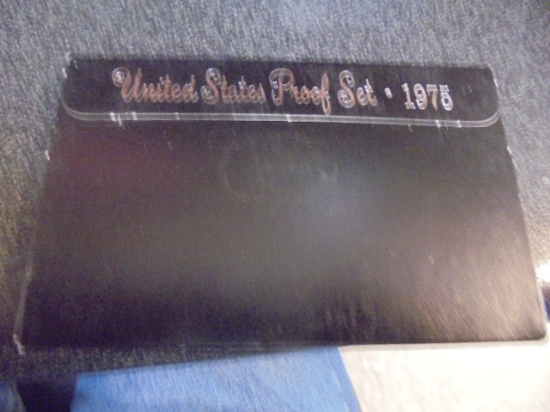 United States Proof Set • 1975